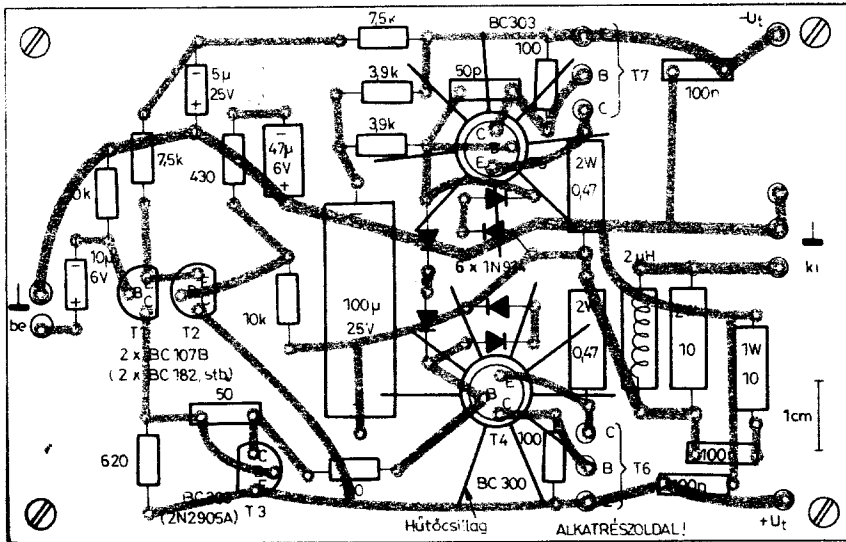 7,5k
BC303
-Ut
5µ
25V
100
50p
B
C
T7
100n
3,9k
3,9k
7,5k
430
47µ
6V
C
B
E
2W
0,47
10µ
6V
6 x 1N914
2µH
ki
be
B
C
T2
10k
100µ
25V
2W
0,47
10
1W
10
2 x BC 107B
(2 x BC 182, stb)
50
E
B
C
1cm
620
T4
100
C
B
T6
100n
BC 300
T3
(2N2905A)
Hűtőcsillag
ALKATRÉSZOLDAL!
+Ut